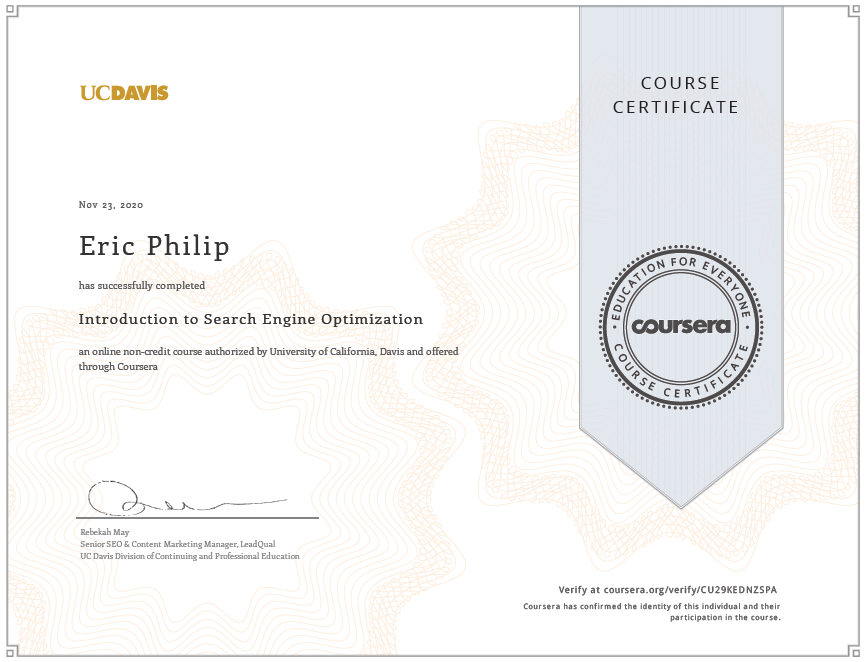 UCDAVIS
COURSE
CERTIFICATE
Nov 23, 2020
Eric Philip
has successfully completed
Introduction to Search Engine Optimization
an online non-credit course authorized by University of California, Davis and offered
through Coursera
EDUCATION FOR EVERYONE
coursera
COURSE CERTIFICATE
Rebekah May
Senior SEO & Content Marketing Manager, LeadQual
UC Davis Division of Continuing and Professional Education
Verify at coursera.org/verify/CU29KEDNZSPA
Coursera has confirmed the identity of this individual and their
participation in the course.